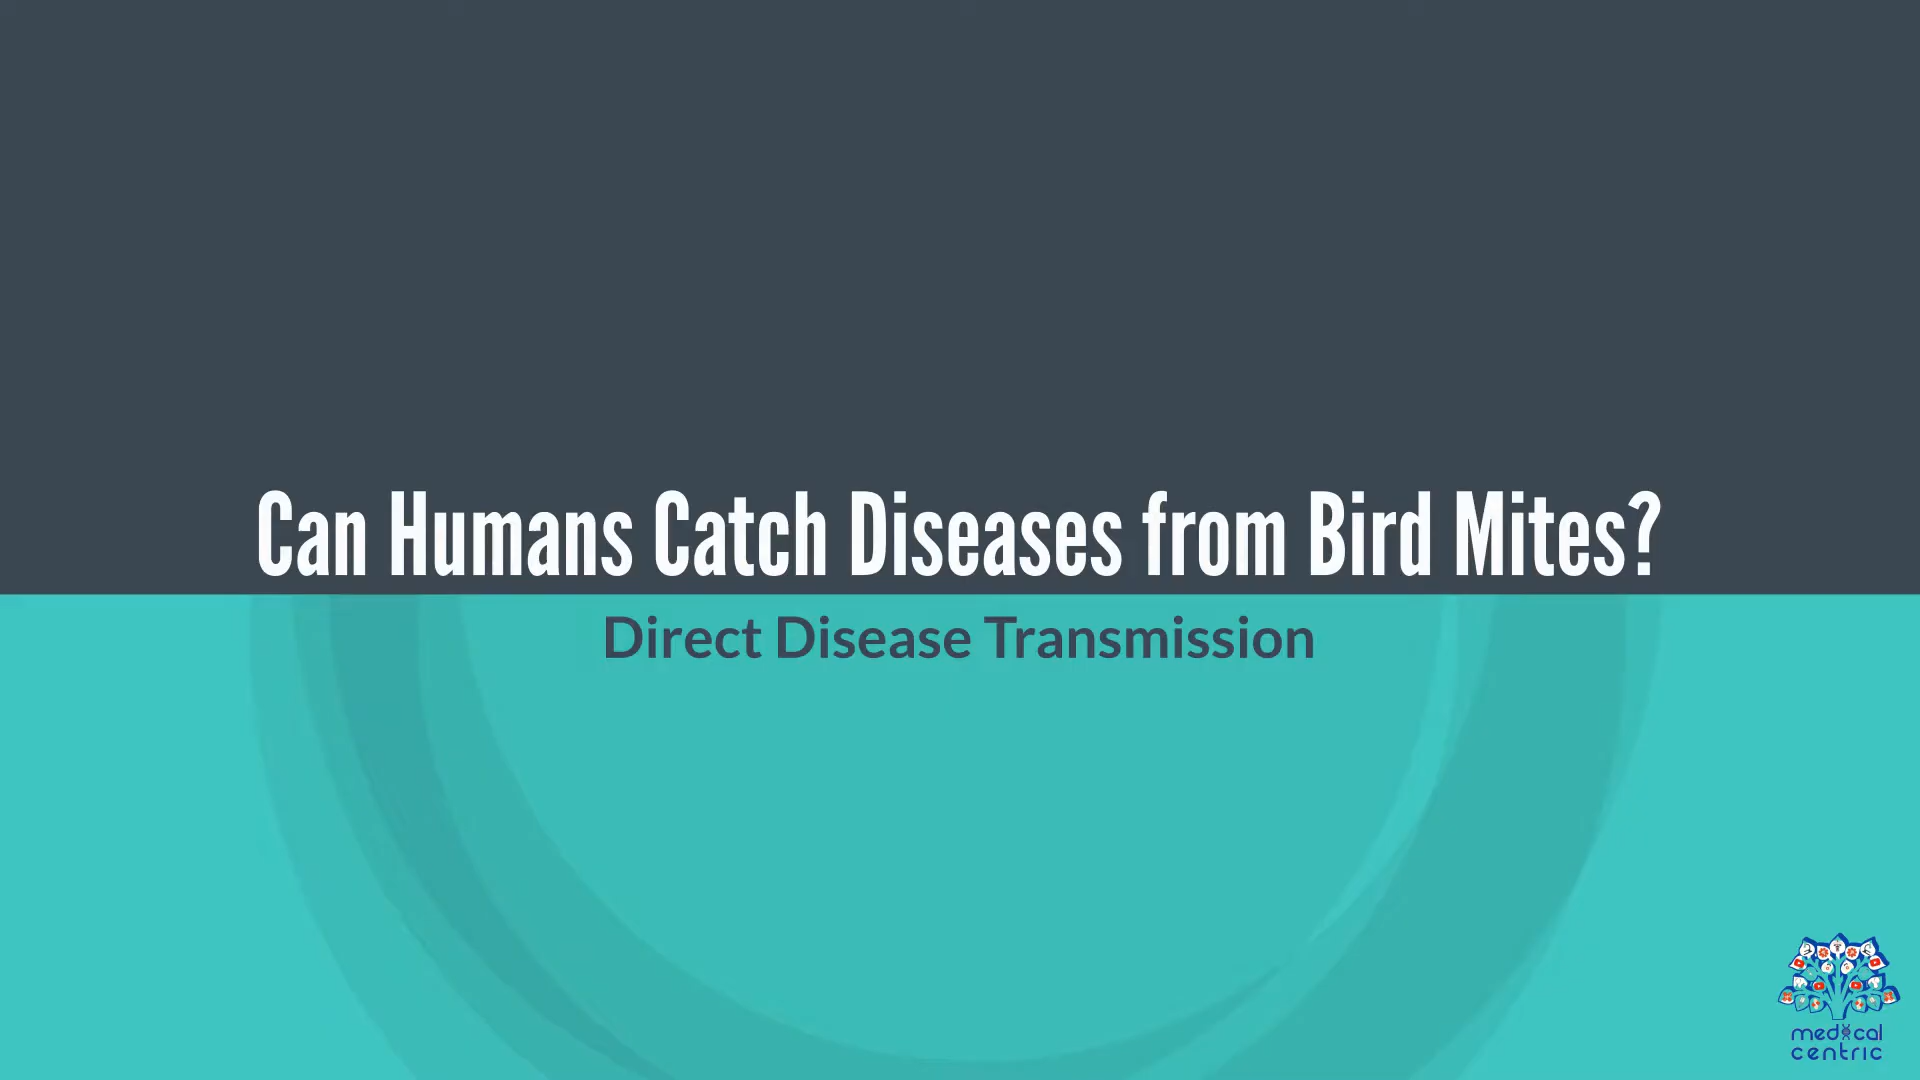 Can Humans Catch Diseases from Bird Mites?
Direct Disease Transmission
medical
centric